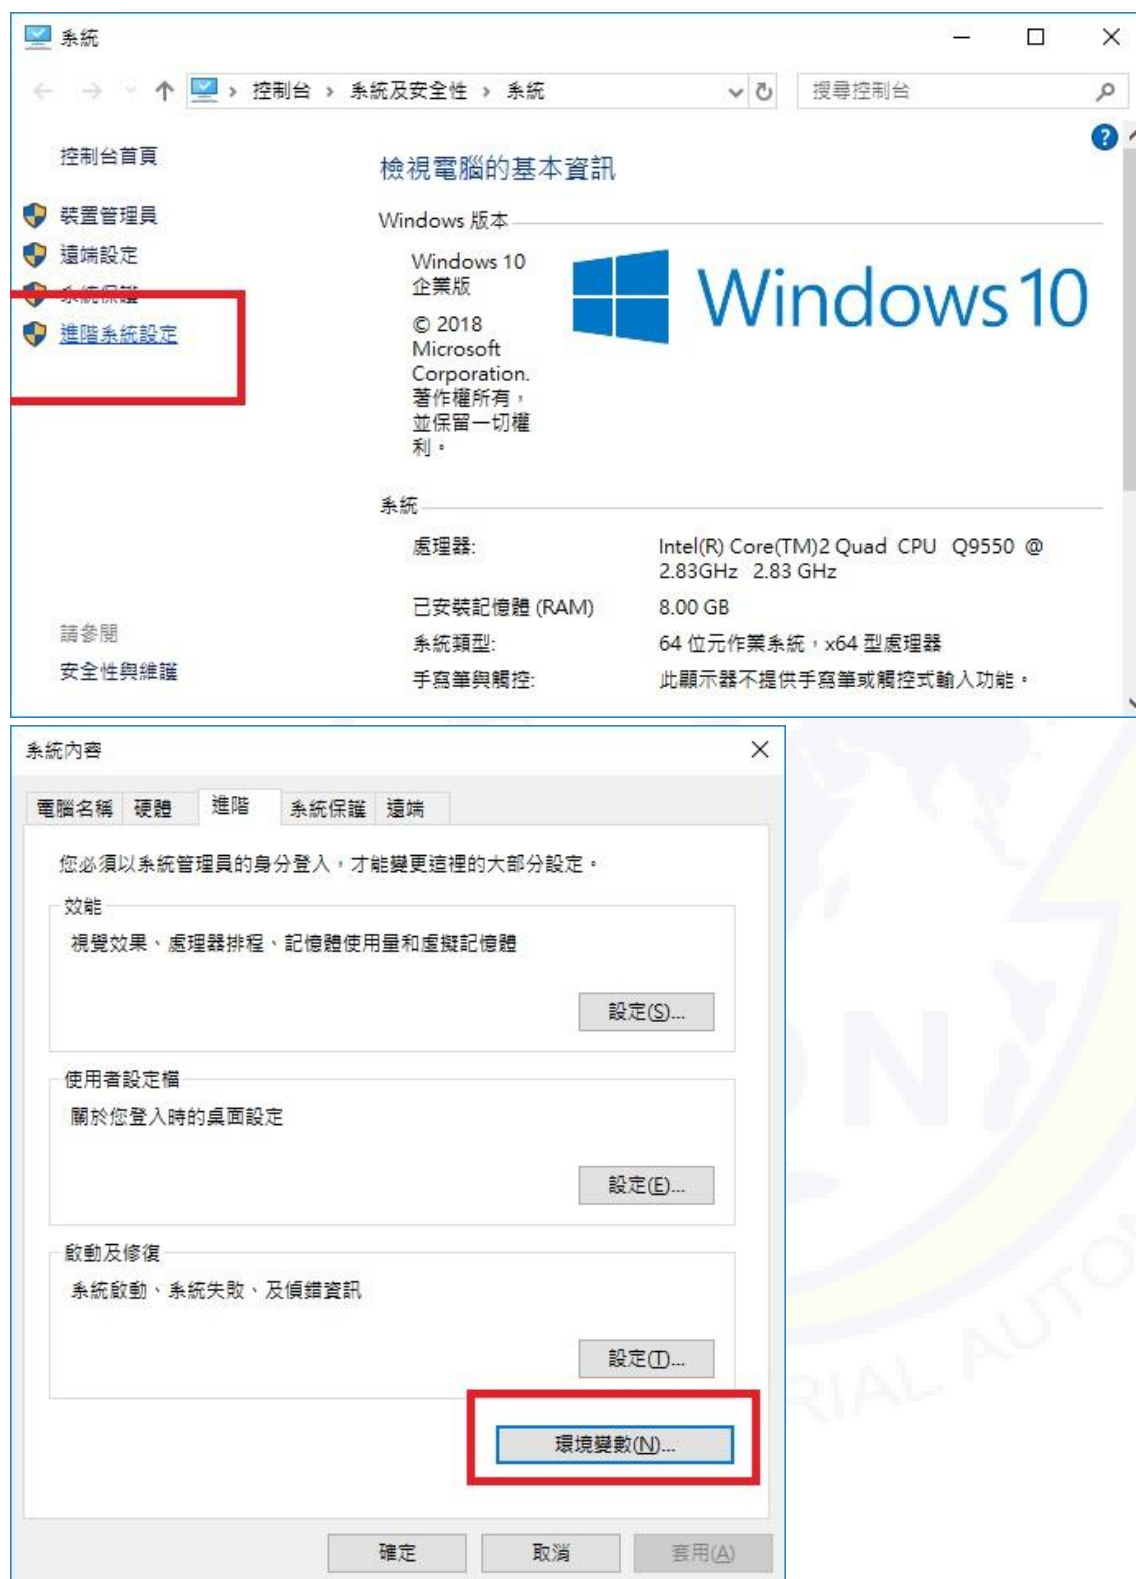 系統
控制台 › 系統及安全性 › 系統
搜尋控制台
控制台首頁
裝置管理員
遠端設定
系統保護
進階系統設定
請參閱
安全性與維護
檢視電腦的基本資訊
Windows 版本
Windows 10
企業版
© 2018
Microsoft
Corporation.
著作權所有，
並保留一切權
利。
Windows 10
系統
處理器:
Intel(R) Core(TM)2 Quad CPU Q9550 @
2.83GHz 2.83 GHz
已安裝記憶體 (RAM)
8.00 GB
系統類型:
64 位元作業系統，x64 型處理器
手寫筆與觸控:
此顯示器不提供手寫筆或觸控式輸入功能。
系統內容
電腦名稱 硬體 進階 系統保護 遠端
您必須以系統管理員的身分登入，才能變更這裡的大部分設定。
效能
視覺效果、處理器排程、記憶體使用量和虛擬記憶體
設定(S)...
使用者設定檔
關於您登入時的桌面設定
設定(E)...
啟動及修復
系統啟動、系統失敗、及偵錯資訊
設定(T)...
環境變數(N)...
確定 取消 套用(A)